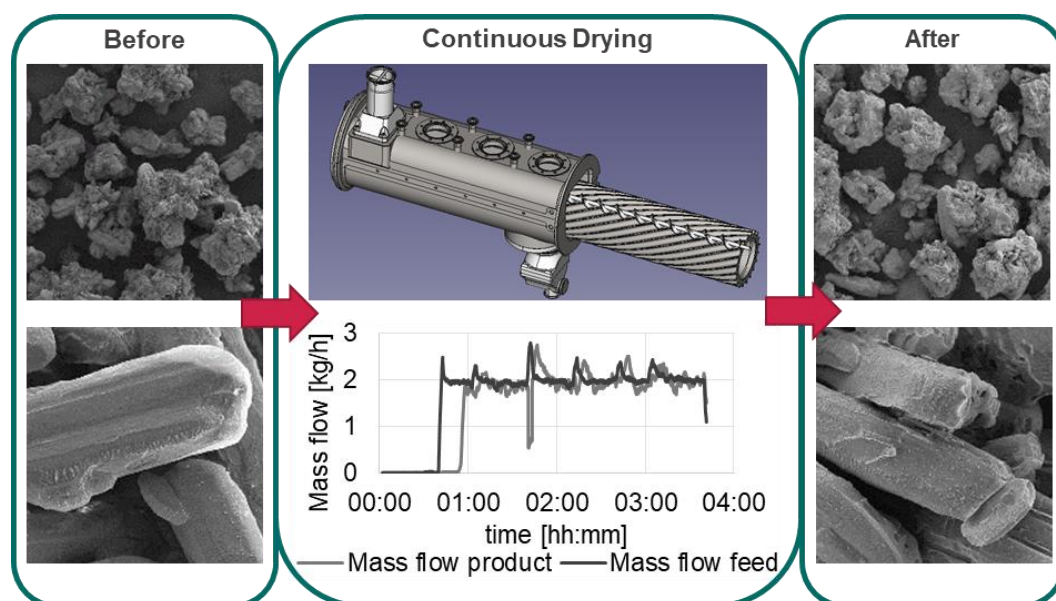 Before
Continuous Drying
After
Mass flow [kg/h]
3
2
1
0
00:00 01:00 02:00 03:00 04:00
time [hh:mm]
Mass flow product Mass flow feed